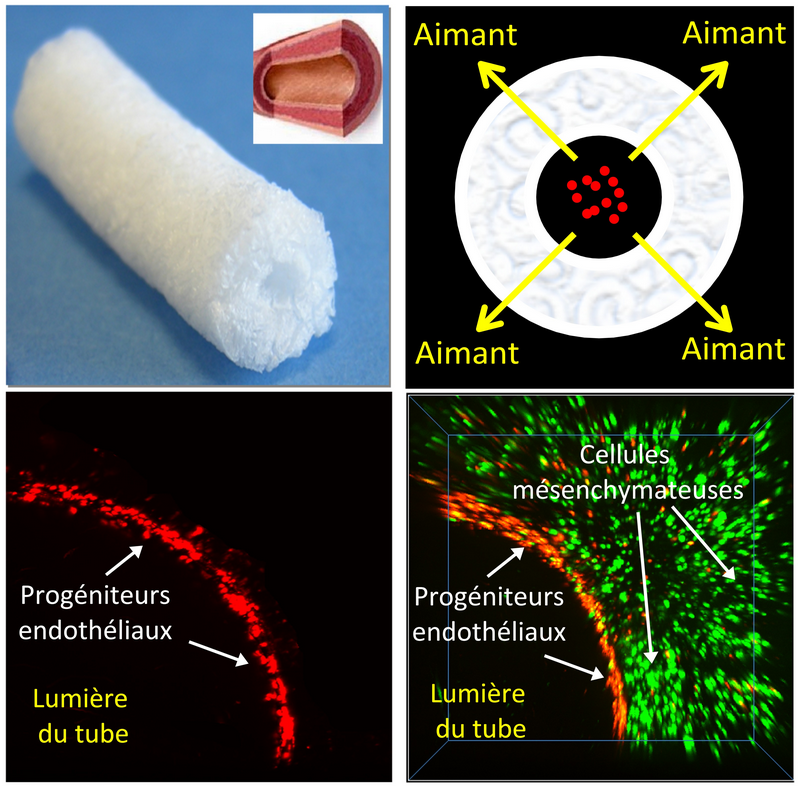 Aimant
Aimant
Aimant
Aimant
Progéniteurs
endothéliaux
Lumière
du tube
Cellules
mésenchymateuses
Progéniteurs
endothéliaux
Lumière
du tube